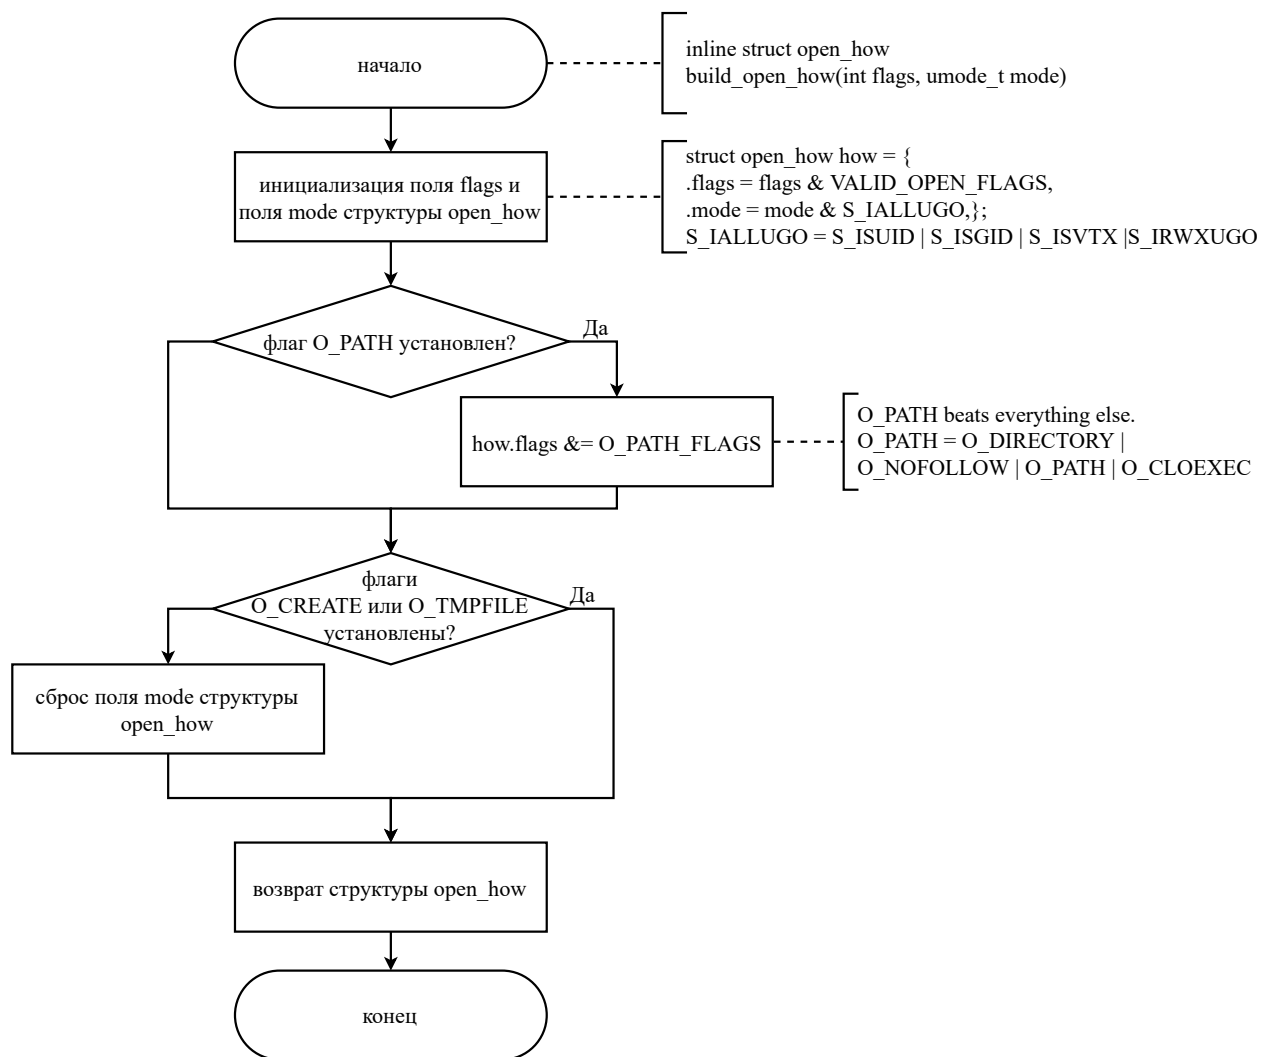 начало
inline struct open_how
build_open_how(int flags, umode_t mode)
инициализация поля flags и
поля mode структуры open_how
struct open_how how = {
.flags = flags & VALID_OPEN_FLAGS,
.mode = mode & S_IALLUGO,};
S_IALLUGO = S_ISUID | S_ISGID | S_ISVTX |S_IRWXUGO
флаг O_PATH установлен?
Да
how.flags &= O_PATH_FLAGS
O_PATH beats everything else.
O_PATH = O_DIRECTORY |
O_NOFOLLOW | O_PATH | O_CLOEXEC
флаги
O_CREATE или O_TMPFILE
установлены?
Да
сброс поля mode структуры
open_how
возврат структуры open_how
конец